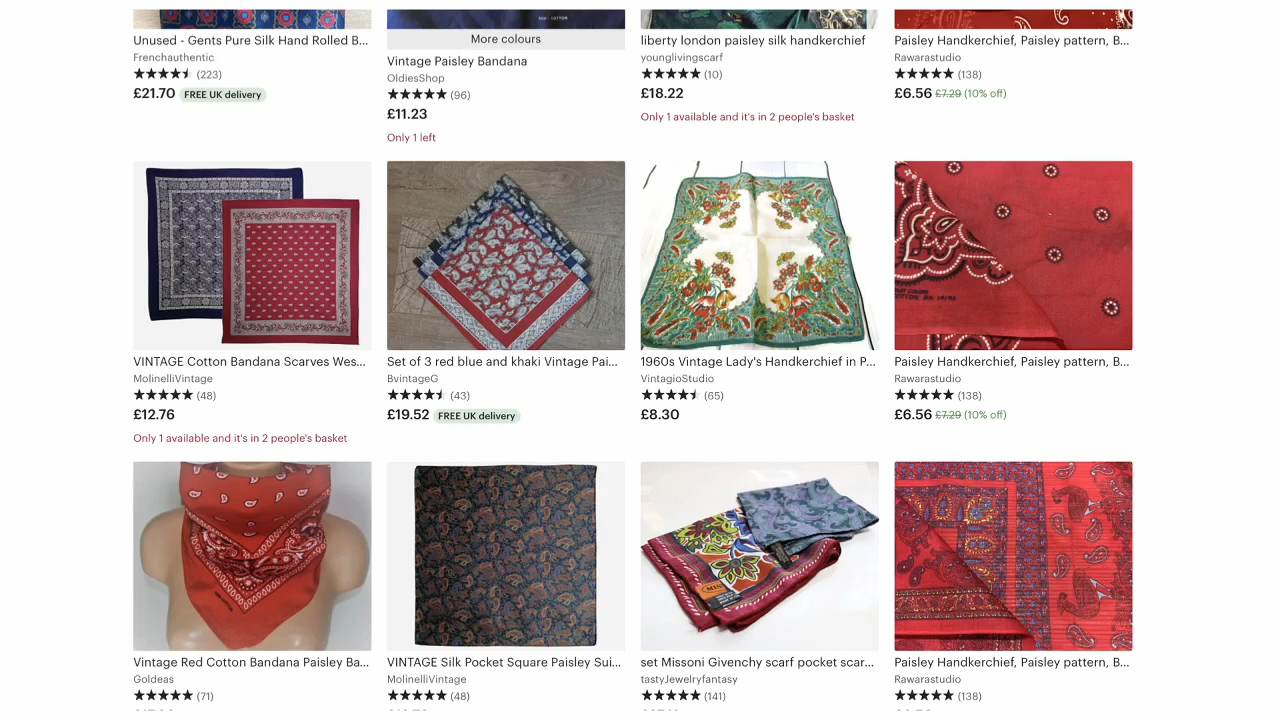 Unused - Gents Pure Silk Hand Rolled B...
Frenchauthentic
(223)
£21.70 FREE UK delivery
More colours
Vintage Paisley Bandana
OldiesShop
(96)
£11.23
Only 1 left
liberty london paisley silk handkerchief
younglivingscarf
(10)
£18.22
Only 1 available and it's in 2 people's basket
Paisley Handkerchief, Paisley pattern, B...
Rawarastudio
(138)
£6.56 £7.29 (10% off)
VINTAGE Cotton Bandana Scarves Wes...
MolinelliVintage
(48)
£12.76
Only 1 available and it's in 2 people's basket
Set of 3 red blue and khaki Vintage Pai...
BvintageG
(43)
£19.52 FREE UK delivery
1960s Vintage Lady's Handkerchief in P...
VintagioStudio
(65)
£8.30
Paisley Handkerchief, Paisley pattern, B...
Rawarastudio
(138)
£6.56 £7.29 (10% off)
Vintage Red Cotton Bandana Paisley Ba...
Goldeas
(71)
VINTAGE Silk Pocket Square Paisley Sui...
MolinelliVintage
(48)
set Missoni Givenchy scarf pocket scar...
tastyJewelryfantasy
(141)
Paisley Handkerchief, Paisley pattern, B...
Rawarastudio
(138)